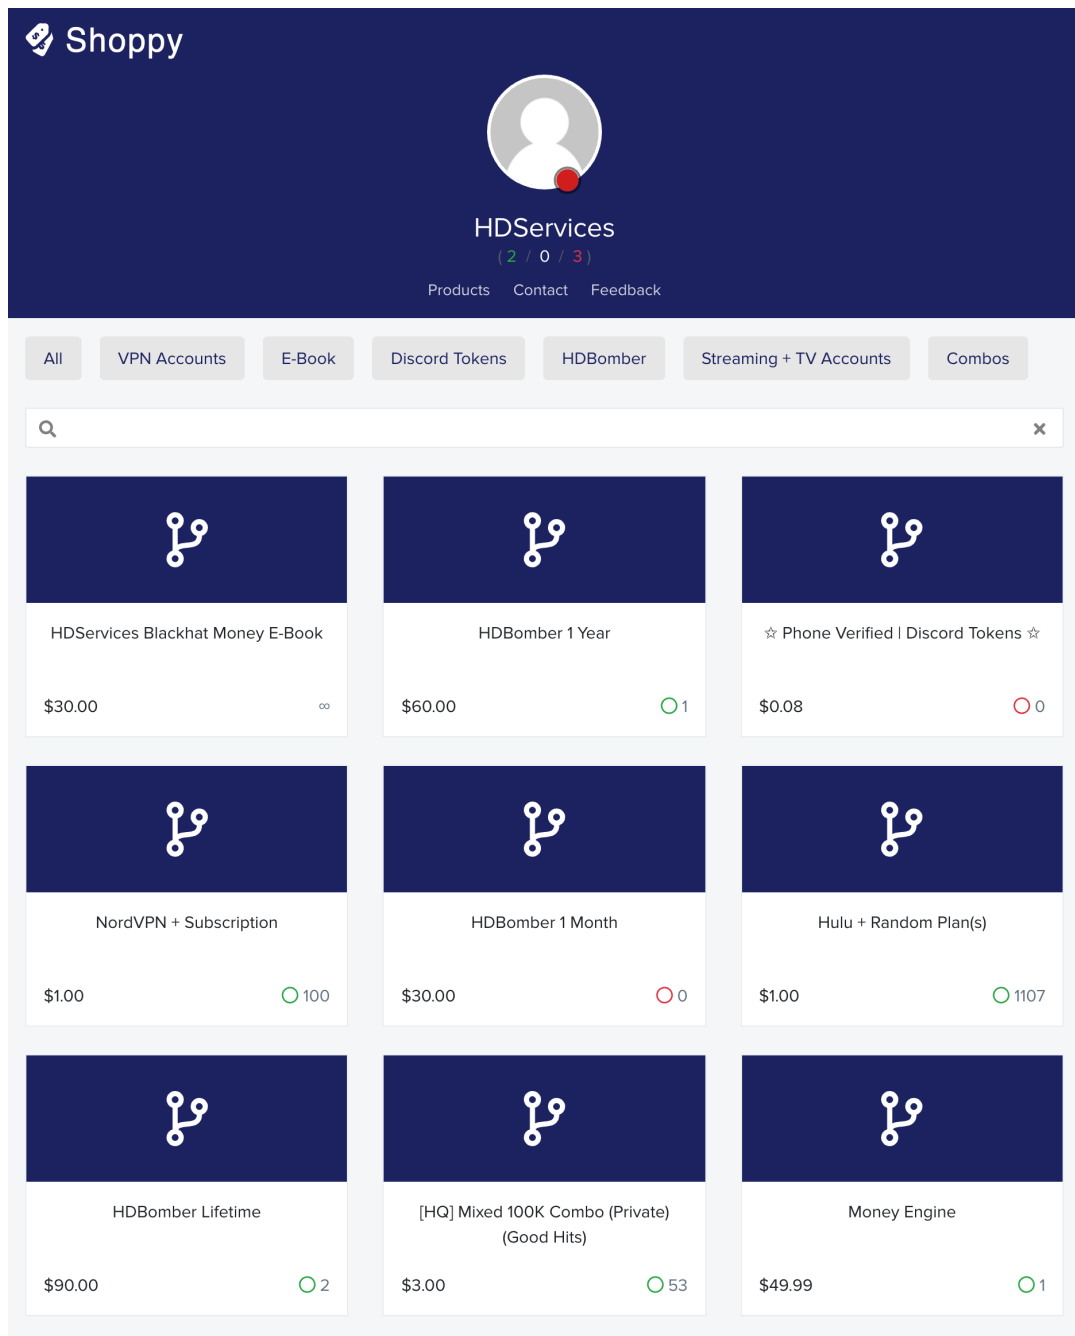 Shoppy
HDServices
( 2 / 0 / 3 )
Products Contact Feedback
All VPN Accounts E-Book Discord Tokens HDBomber Streaming + TV Accounts Combos
HDServices Blackhat Money E-Book
$30.00 ∞
HDBomber 1 Year
$60.00 1
☆ Phone Verified | Discord Tokens ☆
$0.08 0
NordVPN + Subscription
$1.00 100
HDBomber 1 Month
$30.00 0
Hulu + Random Plan(s)
$1.00 1107
HDBomber Lifetime
$90.00 2
[HQ] Mixed 100K Combo (Private)
(Good Hits)
$3.00 53
Money Engine
$49.99 1